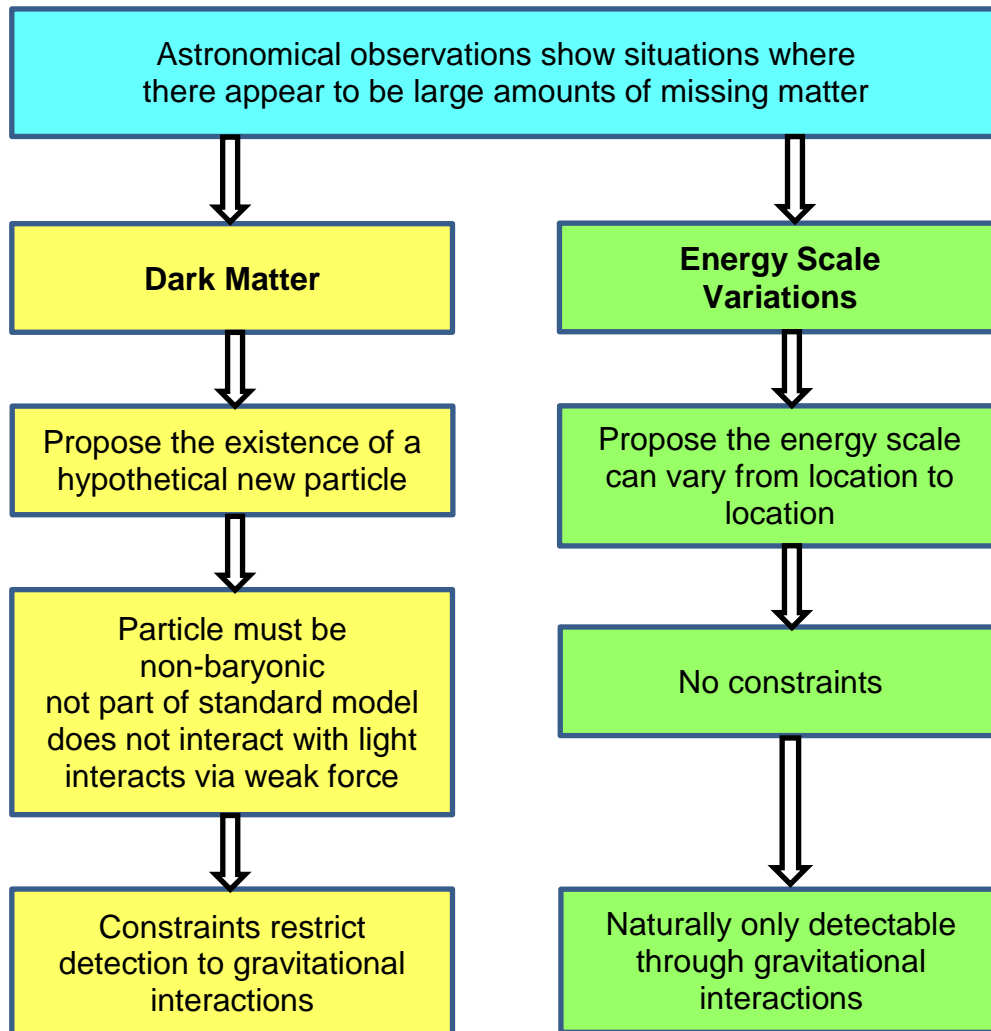 Astronomical observations show situations where
there appear to be large amounts of missing matter
Dark Matter
Energy Scale
Variations
Propose the existence of a
hypothetical new particle
Propose the energy scale
can vary from location to
location
Particle must be
non-baryonic
not part of standard model
does not interact with light
interacts via weak force
No constraints
Constraints restrict
detection to gravitational
interactions
Naturally only detectable
through gravitational
interactions